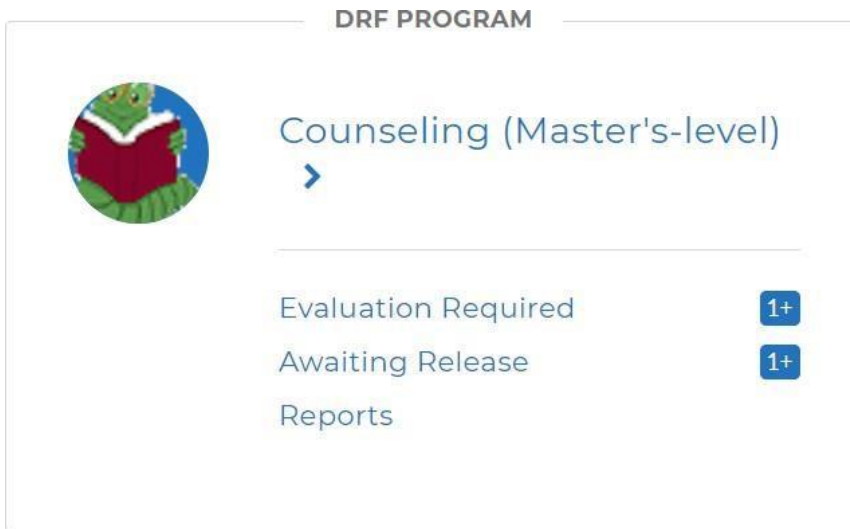 DRF PROGRAM
Counseling (Master's-level)
Evaluation Required 1+
Awaiting Release 1+
Reports